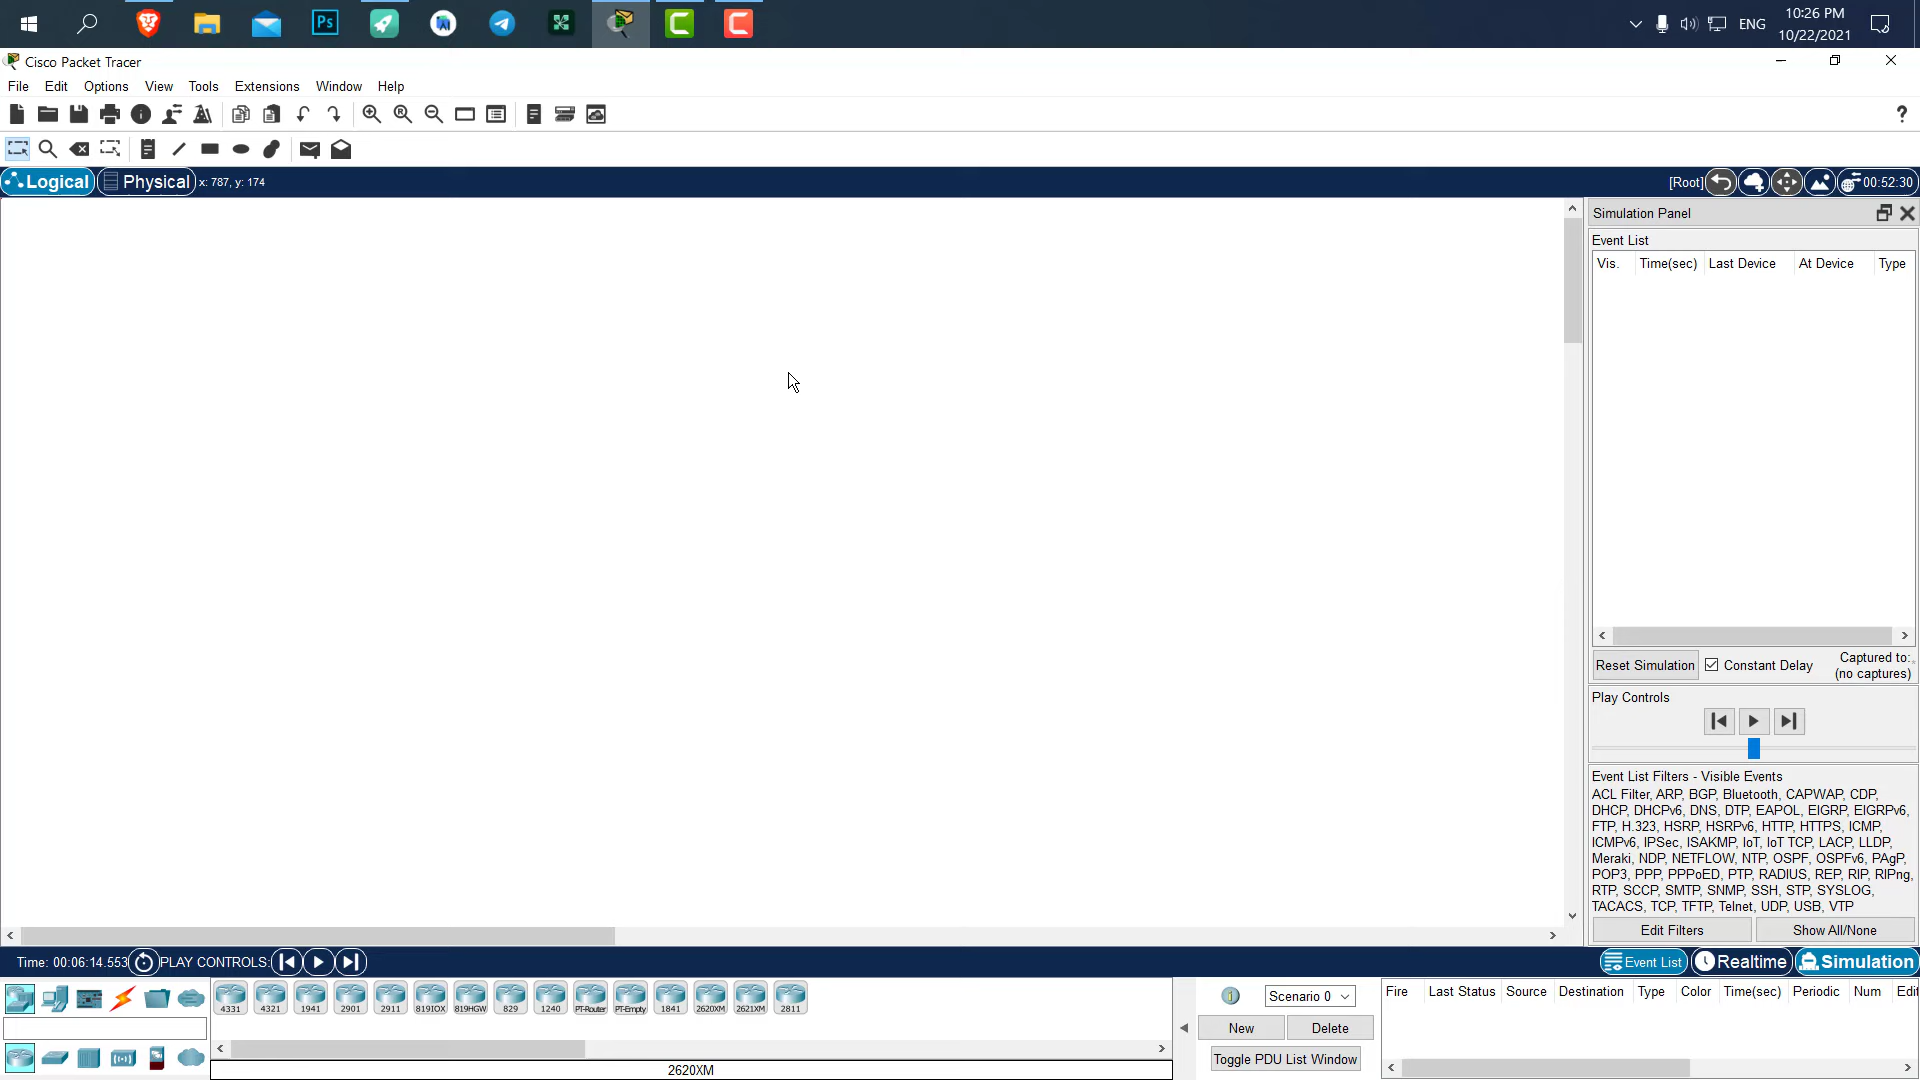 Ps
ENG
10:26 PM
10/22/2021
Cisco Packet Tracer
File Edit Options View Tools Extensions Window Help
?
Logical
Physical
x: 787, y: 174
[Root]
00:52:30
Simulation Panel
Event List
Vis. Time(sec) Last Device At Device Type
Reset Simulation
Constant Delay
Captured to:
(no captures)
Play Controls
Event List Filters - Visible Events
ACL Filter, ARP, BGP, Bluetooth, CAPWAP, CDP,
DHCP, DHCPv6, DNS, DTP, EAPOL, EIGRP, EIGRPv6,
FTP, H.323, HSRP, HSRPv6, HTTP, HTTPS, ICMP,
ICMPv6, IPSec, ISAKMP, IoT, IoT TCP, LACP, LLDP,
Meraki, NDP, NETFLOW, NTP, OSPF, OSPFv6, PAgP,
POP3, PPP, PPPoED, PTP, RADIUS, REP, RIP, RIPng,
RTP, SCCP, SMTP, SNMP, SSH, STP, SYSLOG,
TACACS, TCP, TFTP, Telnet, UDP, USB, VTP
Edit Filters
Show All/None
Time: 00:06:14.553
PLAY CONTROLS:
Event List
Realtime
Simulation
4331 4321 1941 2901 2911 819IOX 819HGW 829 1240 PT-Router PT-Empty 1841 2620XM 2621XM 2811
2620XM
Scenario 0
New
Delete
Toggle PDU List Window
Fire Last Status Source Destination Type Color Time(sec) Periodic Num Edit